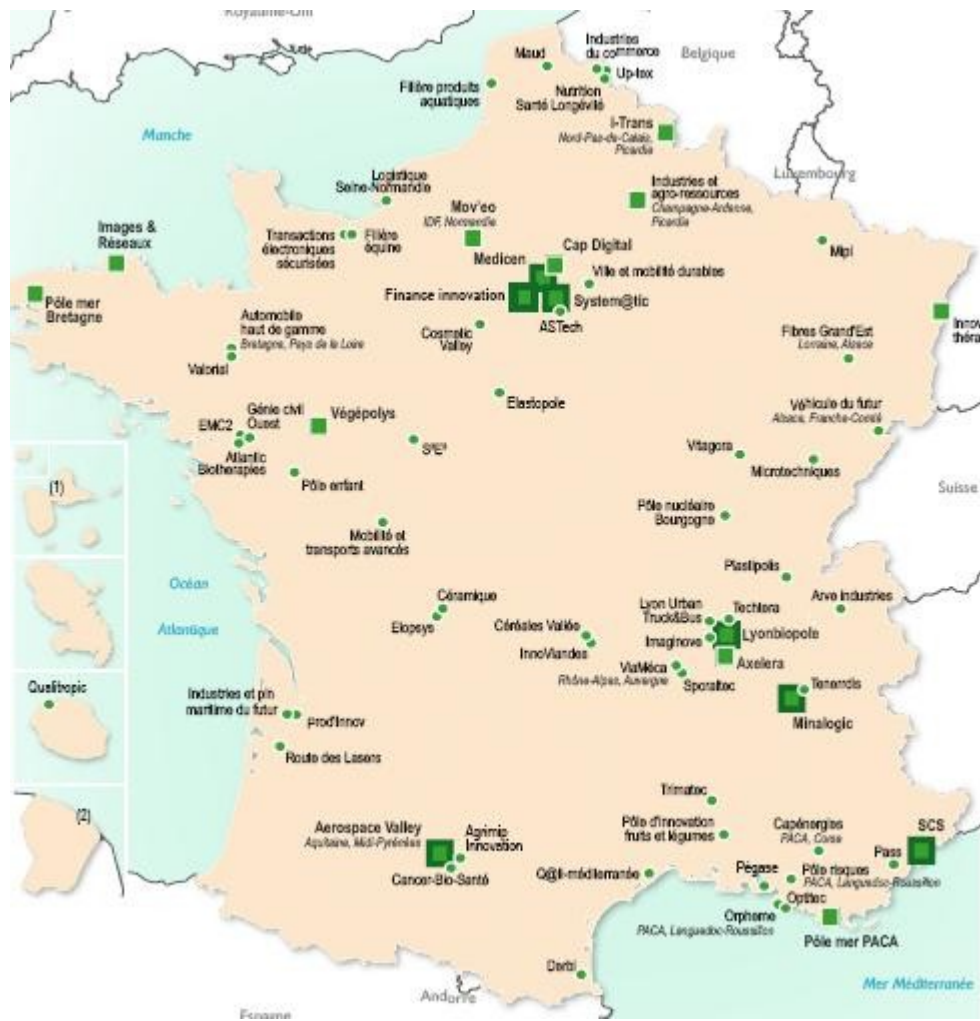 Royaume-Uni
Belgique
Luxembourg
Suisse
Andorre
Espagne
Manche
Océan
Atlantique
Mer Méditerranée
Maud
Industries
du commerce
Up-tex
Filière produits
aquatiques
Nutrition
Santé Longévité
I-Trans
Nord-Pas-de-Calais,
Picardie
Logistique
Seine-Normandie
Mov'eo
IDF, Normandie
Industries et
agro-ressources
Champagne-Ardenne,
Picardie
Images &
Réseaux
Transactions
électroniques
sécurisées
Filière
équine
Cap Digital
Medicen
Ville et mobilité durables
Mipi
Finance innovation
System@tic
ASTech
Pôle mer
Bretagne
Automobile
haut de gamme
Bretagne, Pays de la Loire
Valorial
Cosmetic
Valley
Fibres Grand'Est
Lorraine, Alsace
Innov
théra
Elastopole
Véhicule du futur
Alsace, Franche-Comté
EMC2
Génie civil
Ouest
Végépolys
Atlantic
Biotherapies
S²E²
Vitagora
Microtechniques
Pôle enfant
Pôle nucléaire
Bourgogne
Mobilité et
transports avancés
Plastipolis
Arve Industries
Céramique
Elopsys
Céréales Vallée
InnoViandes
Lyon Urban
Truck&Bus
Techtera
Imaginove
Lyonbiopole
Axelera
ViaMéca
Rhône-Alpes, Auvergne
Sporaltec
Tenerrdis
Minalogic
(1)
Qualitropic
(2)
Industries et pin
maritime du futur
Prod'Innov
Route des Lasers
Trimatec
Aerospace Valley
Aquitaine, Midi-Pyrénées
Agrimip
Innovation
Cancer-Bio-Santé
Pôle d'innovation
fruits et légumes
Capénergies
PACA, Corse
SCS
Pass
Q@li-méditerranée
Pégase
Pôle risques
PACA, Languedoc-Roussillon
Optitec
Orpheme
PACA, Languedoc-Roussillon
Pôle mer PACA
Derbi